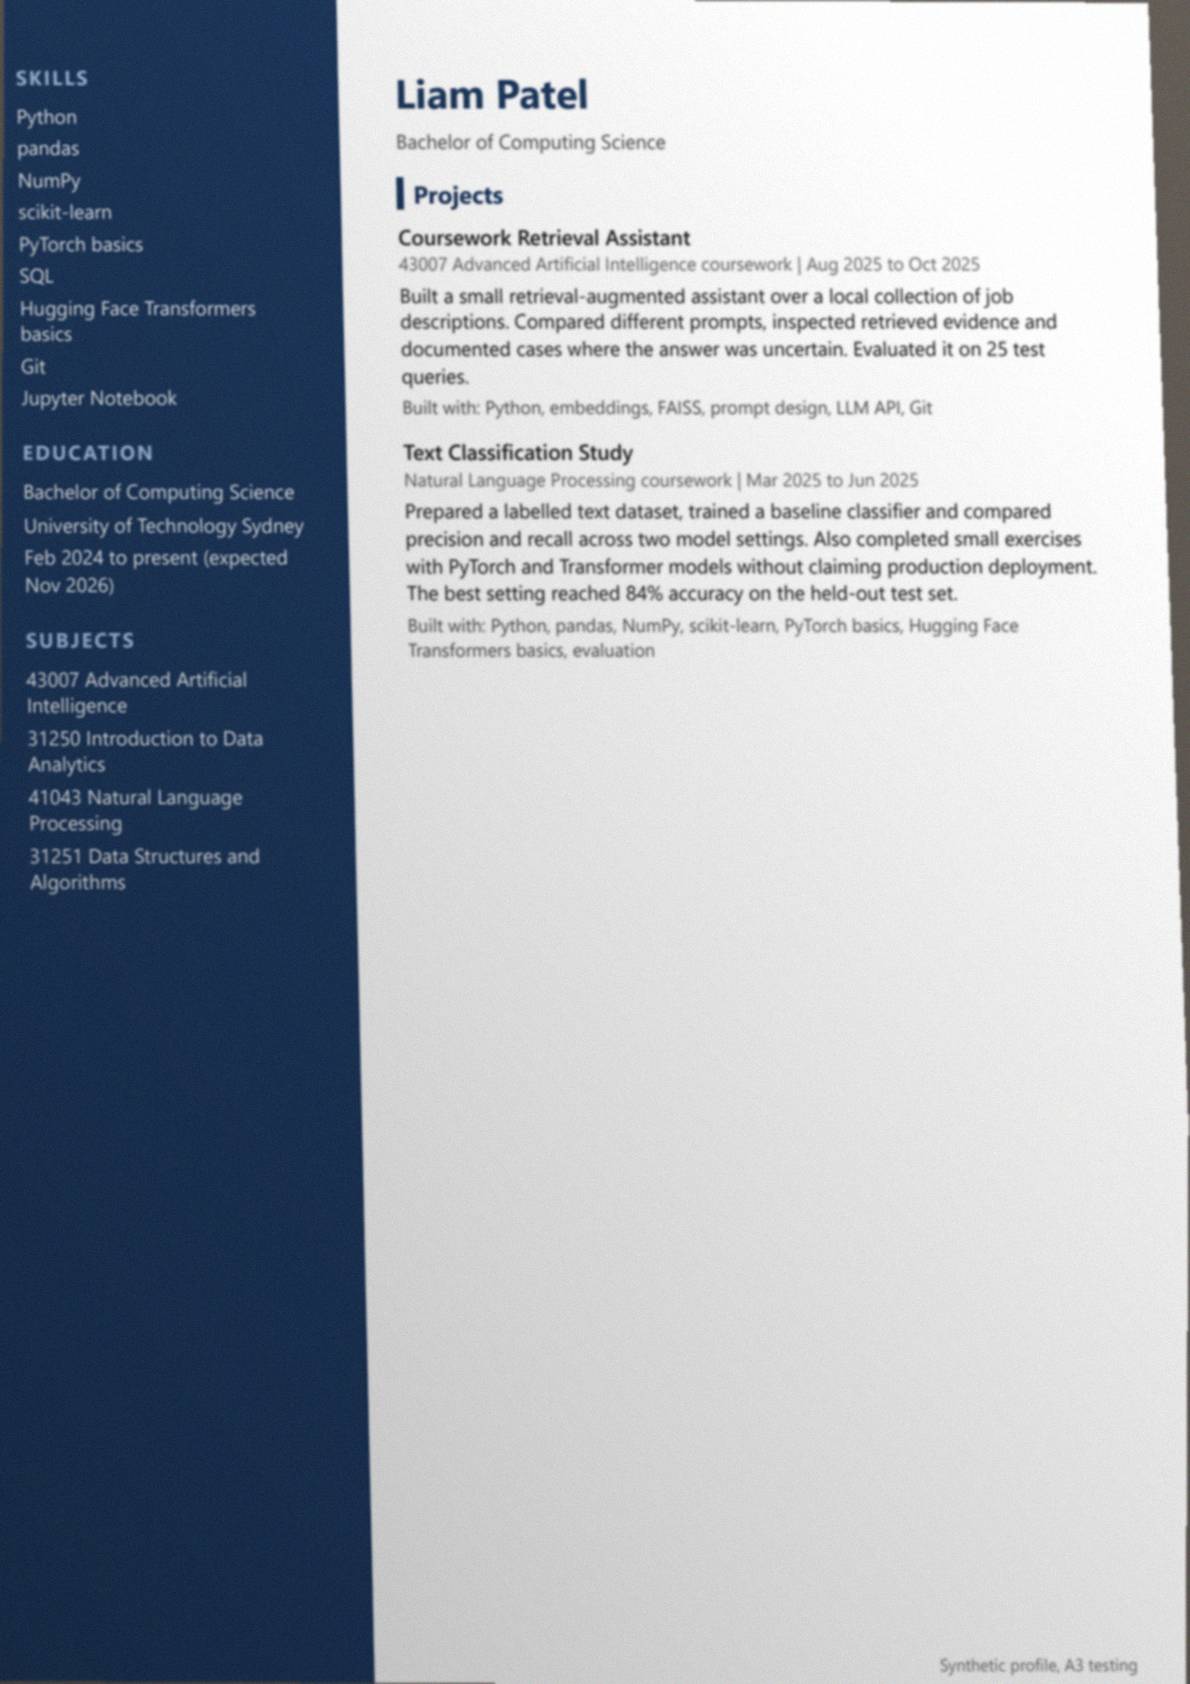 SKILLS
Python
pandas
NumPy
scikit-learn
PyTorch basics
SQL
Hugging Face Transformers
basics
Git
Jupyter Notebook
EDUCATION
Bachelor of Computing Science
University of Technology Sydney
Feb 2024 to present (expected
Nov 2026)
SUBJECTS
43007 Advanced Artificial
Intelligence
31250 Introduction to Data
Analytics
41043 Natural Language
Processing
31251 Data Structures and
Algorithms
Liam Patel
Bachelor of Computing Science
Projects
Coursework Retrieval Assistant
43007 Advanced Artificial Intelligence coursework | Aug 2025 to Oct 2025
Built a small retrieval-augmented assistant over a local collection of job
descriptions. Compared different prompts, inspected retrieved evidence and
documented cases where the answer was uncertain. Evaluated it on 25 test
queries.
Built with: Python, embeddings, FAISS, prompt design, LLM API, Git
Text Classification Study
Natural Language Processing coursework | Mar 2025 to Jun 2025
Prepared a labelled text dataset, trained a baseline classifier and compared
precision and recall across two model settings. Also completed small exercises
with PyTorch and Transformer models without claiming production deployment.
The best setting reached 84% accuracy on the held-out test set.
Built with: Python, pandas, NumPy, scikit-learn, PyTorch basics, Hugging Face
Transformers basics, evaluation
Synthetic profile, A3 testing